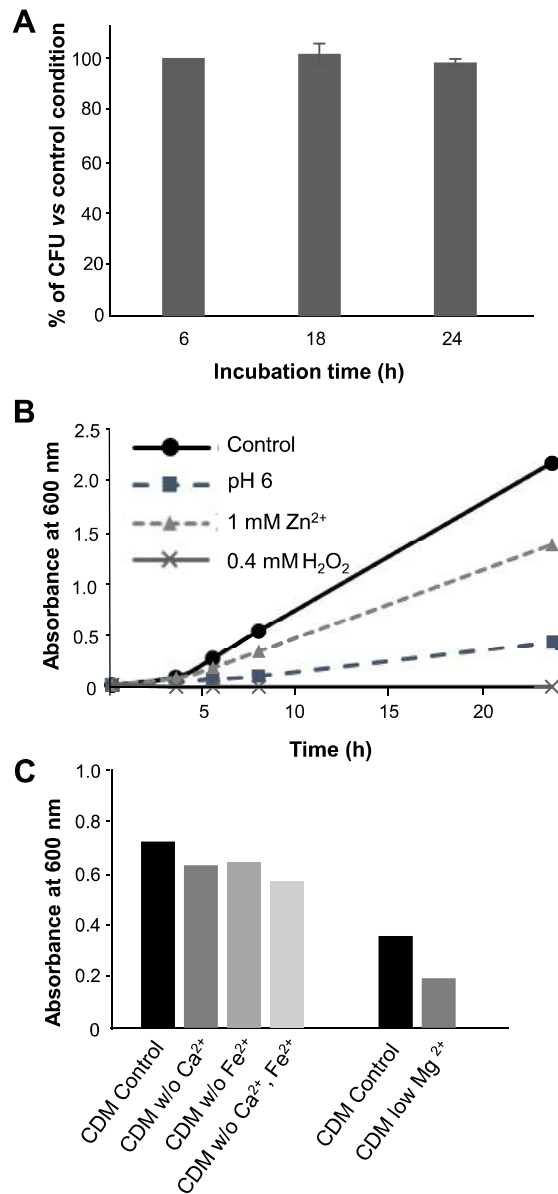 A
% of CFU vs control condition
100
80
60
40
20
0
6 18 24
Incubation time (h)
B
Absorbance at 600 nm
2.5
2.0
1.5
1.0
0.5
0
Control
pH 6
1 mM Zn²⁺
0.4 mM H₂O₂
5 10 15 20
Time (h)
C
Absorbance at 600 nm
1.0
0.8
0.6
0.4
0.2
0
CDM Control
CDM w/o Ca²⁺
CDM w/o Fe²⁺
CDM w/o Ca²⁺, Fe²⁺
CDM Control
CDM low Mg ²⁺